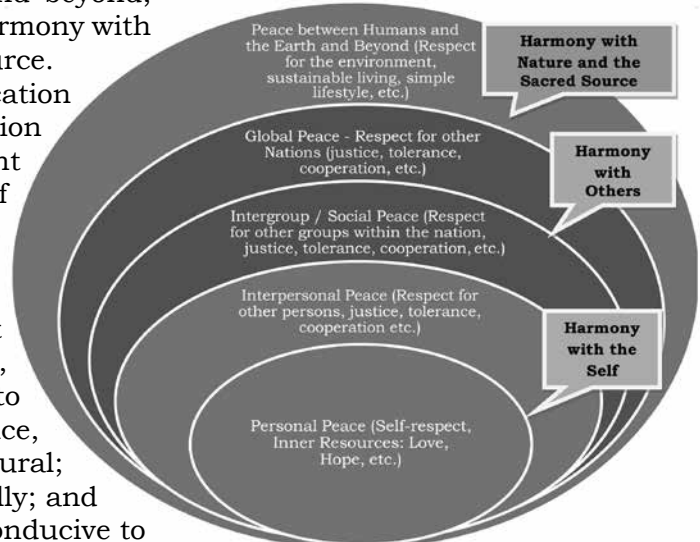 nd beyond,
rmony with
urce.
cation
tion
nt
f
t
,
to
ce,
ural;
lly; and
onducive to
Peace between Humans and
the Earth and Beyond (Respect
for the environment,
sustainable living, simple
lifestyle, etc.)
Harmony with
Nature and the
Sacred Source
Global Peace - Respect for other
Nations (justice, tolerance,
cooperation, etc.)
Harmony
with
Others
Intergroup / Social Peace (Respect
for other groups within the nation,
justice, tolerance, cooperation, etc.)
Interpersonal Peace (Respect for
other persons, justice, tolerance,
cooperation etc.)
Harmony
with the
Self
Personal Peace (Self-respect,
Inner Resources: Love,
Hope, etc.)